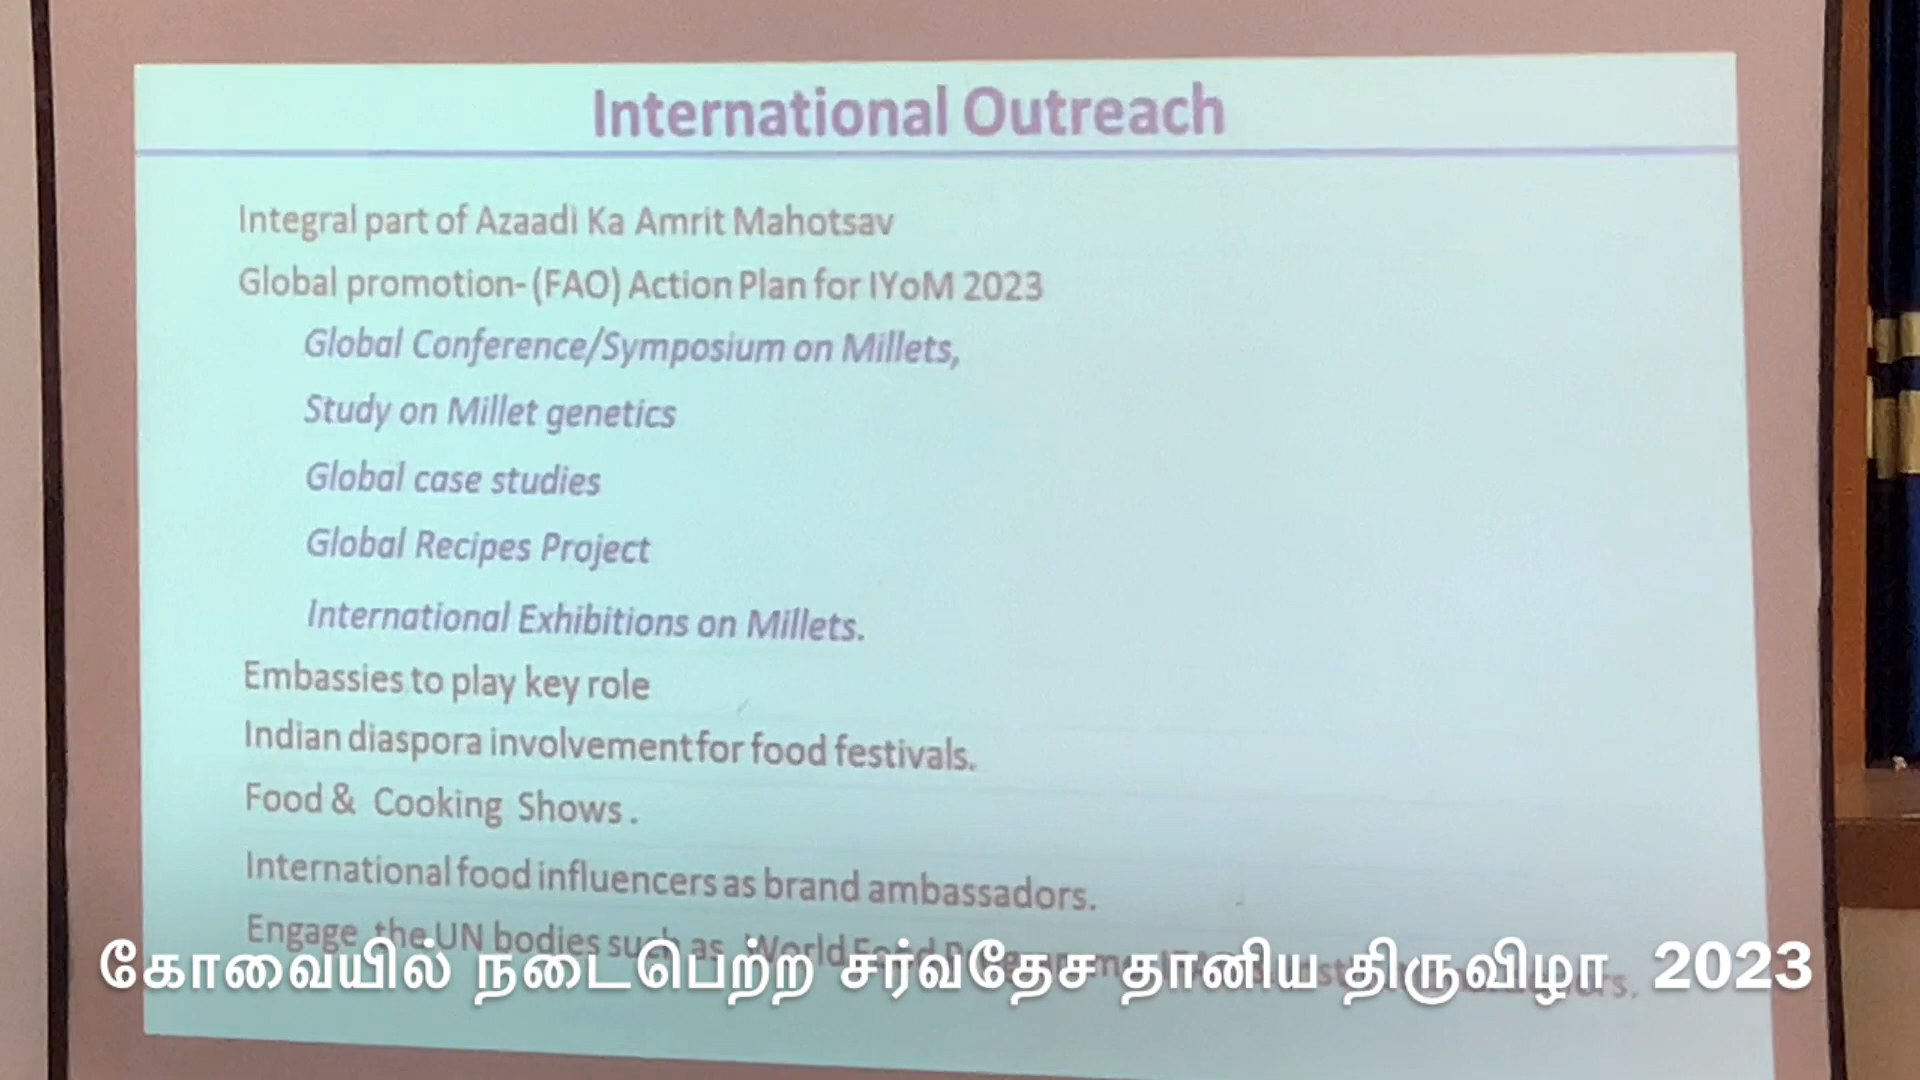 International Outreach
Integral part of Azaadi Ka Amrit Mahotsav
Global promotion- (FAO) Action Plan for IYoM 2023
Global Conference/Symposium on Millets,
Study on Millet genetics
Global case studies
Global Recipes Project
International Exhibitions on Millets.
Embassies to play key role
Indian diaspora involvement for food festivals.
Food & Cooking Shows .
International food influencers as brand ambassadors.
Engage the UN bodies such as World Food
கோவையில் நடைபெற்ற சர்வதேச தானிய திருவிழா 2023